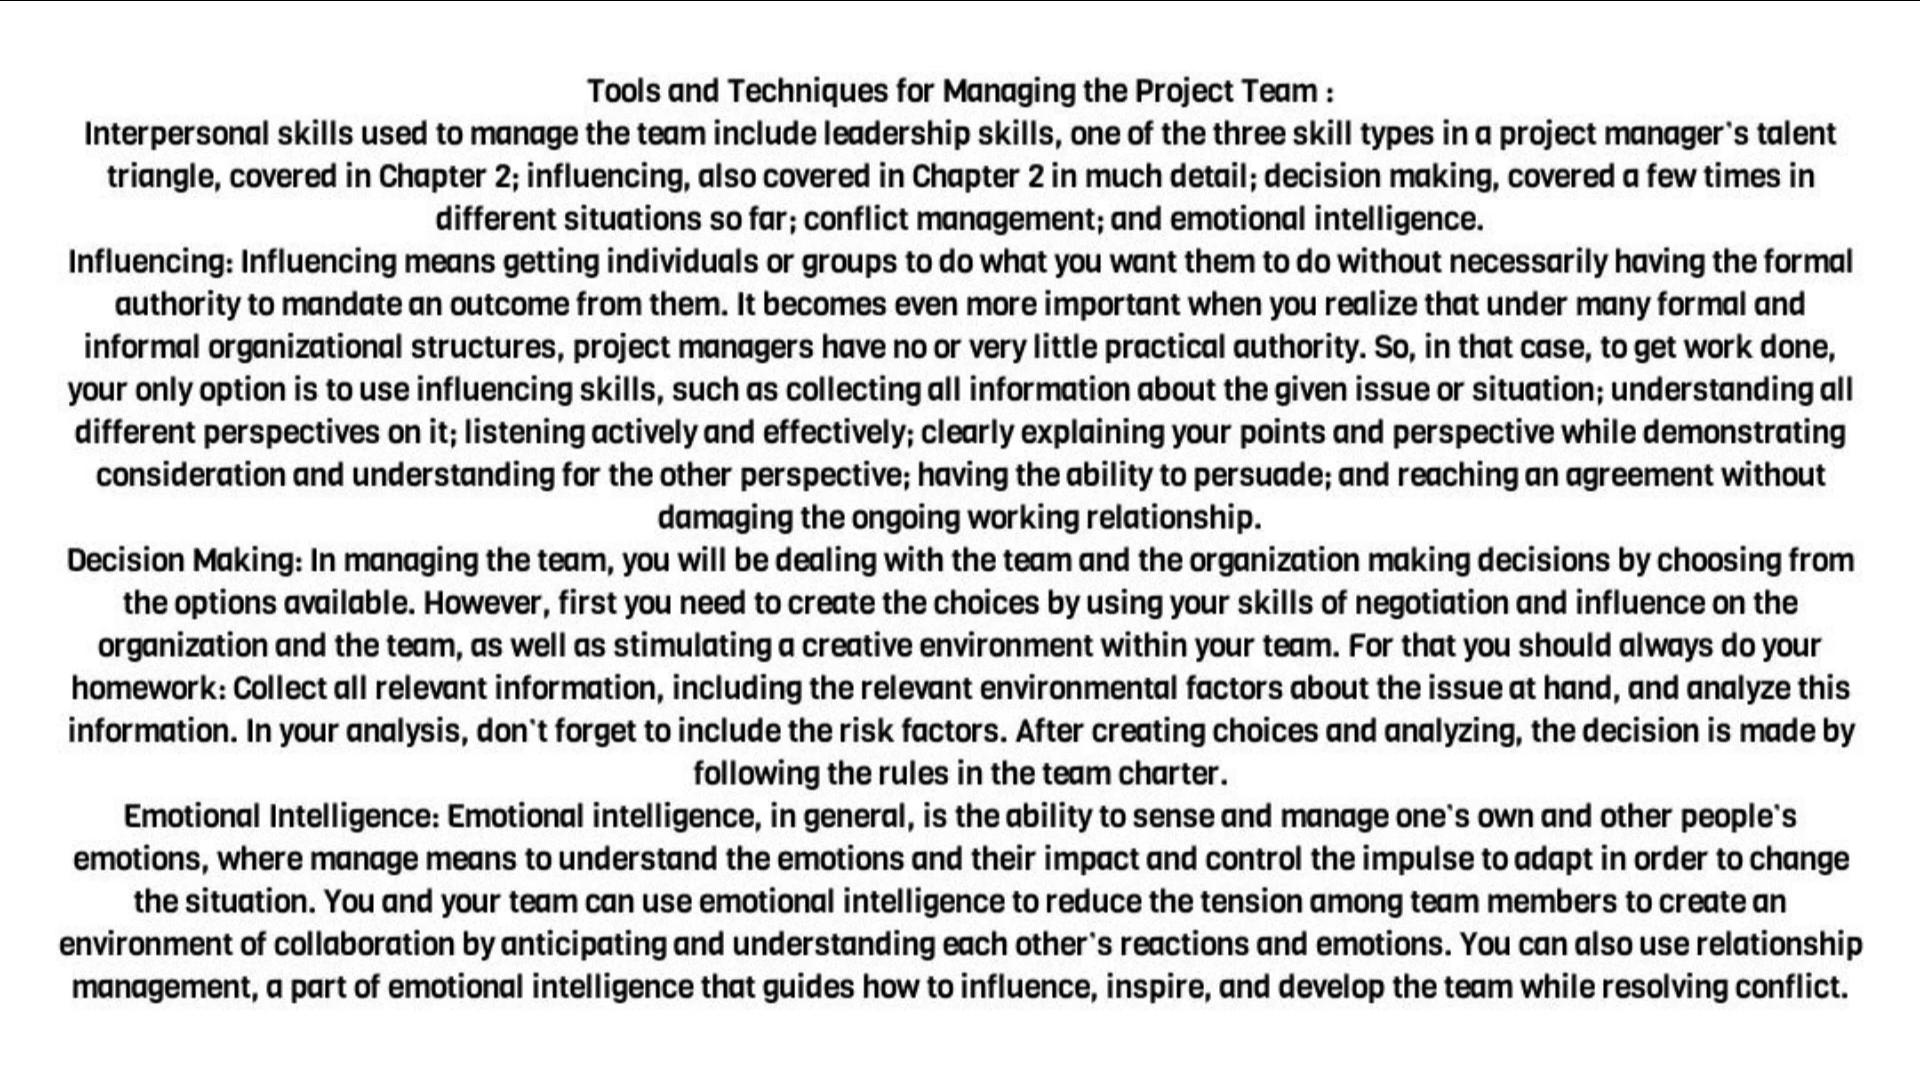 Tools and Techniques for Managing the Project Team :
Interpersonal skills used to manage the team include leadership skills, one of the three skill types in a project manager's talent
triangle, covered in Chapter 2; influencing, also covered in Chapter 2 in much detail; decision making, covered a few times in
different situations so far; conflict management; and emotional intelligence.
Influencing: Influencing means getting individuals or groups to do what you want them to do without necessarily having the formal
authority to mandate an outcome from them. It becomes even more important when you realize that under many formal and
informal organizational structures, project managers have no or very little practical authority. So, in that case, to get work done,
your only option is to use influencing skills, such as collecting all information about the given issue or situation; understanding all
different perspectives on it; listening actively and effectively; clearly explaining your points and perspective while demonstrating
consideration and understanding for the other perspective; having the ability to persuade; and reaching an agreement without
damaging the ongoing working relationship.
Decision Making: In managing the team, you will be dealing with the team and the organization making decisions by choosing from
the options available. However, first you need to create the choices by using your skills of negotiation and influence on the
organization and the team, as well as stimulating a creative environment within your team. For that you should always do your
homework: Collect all relevant information, including the relevant environmental factors about the issue at hand, and analyze this
information. In your analysis, don't forget to include the risk factors. After creating choices and analyzing, the decision is made by
following the rules in the team charter.
Emotional Intelligence: Emotional intelligence, in general, is the ability to sense and manage one's own and other people's
emotions, where manage means to understand the emotions and their impact and control the impulse to adapt in order to change
the situation. You and your team can use emotional intelligence to reduce the tension among team members to create an
environment of collaboration by anticipating and understanding each other's reactions and emotions. You can also use relationship
management, a part of emotional intelligence that guides how to influence, inspire, and develop the team while resolving conflict.